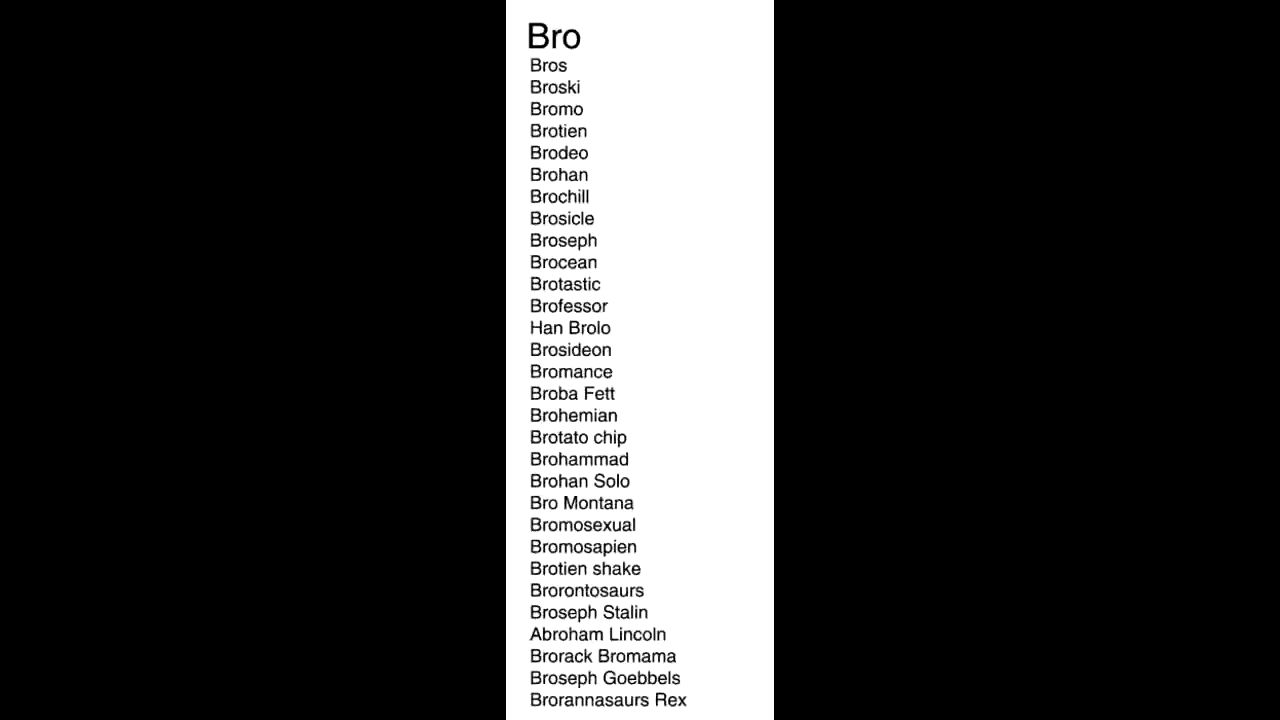 Bro
Bros
Broski
Bromo
Brotien
Brodeo
Brohan
Brochill
Brosicle
Broseph
Brocean
Brotastic
Brofessor
Han Brolo
Brosideon
Bromance
Broba Fett
Brohemian
Brotato chip
Brohammad
Brohan Solo
Bro Montana
Bromosexual
Bromosapien
Brotien shake
Brorontosaurs
Broseph Stalin
Abroham Lincoln
Brorack Bromama
Broseph Goebbels
Brorannasaurs Rex